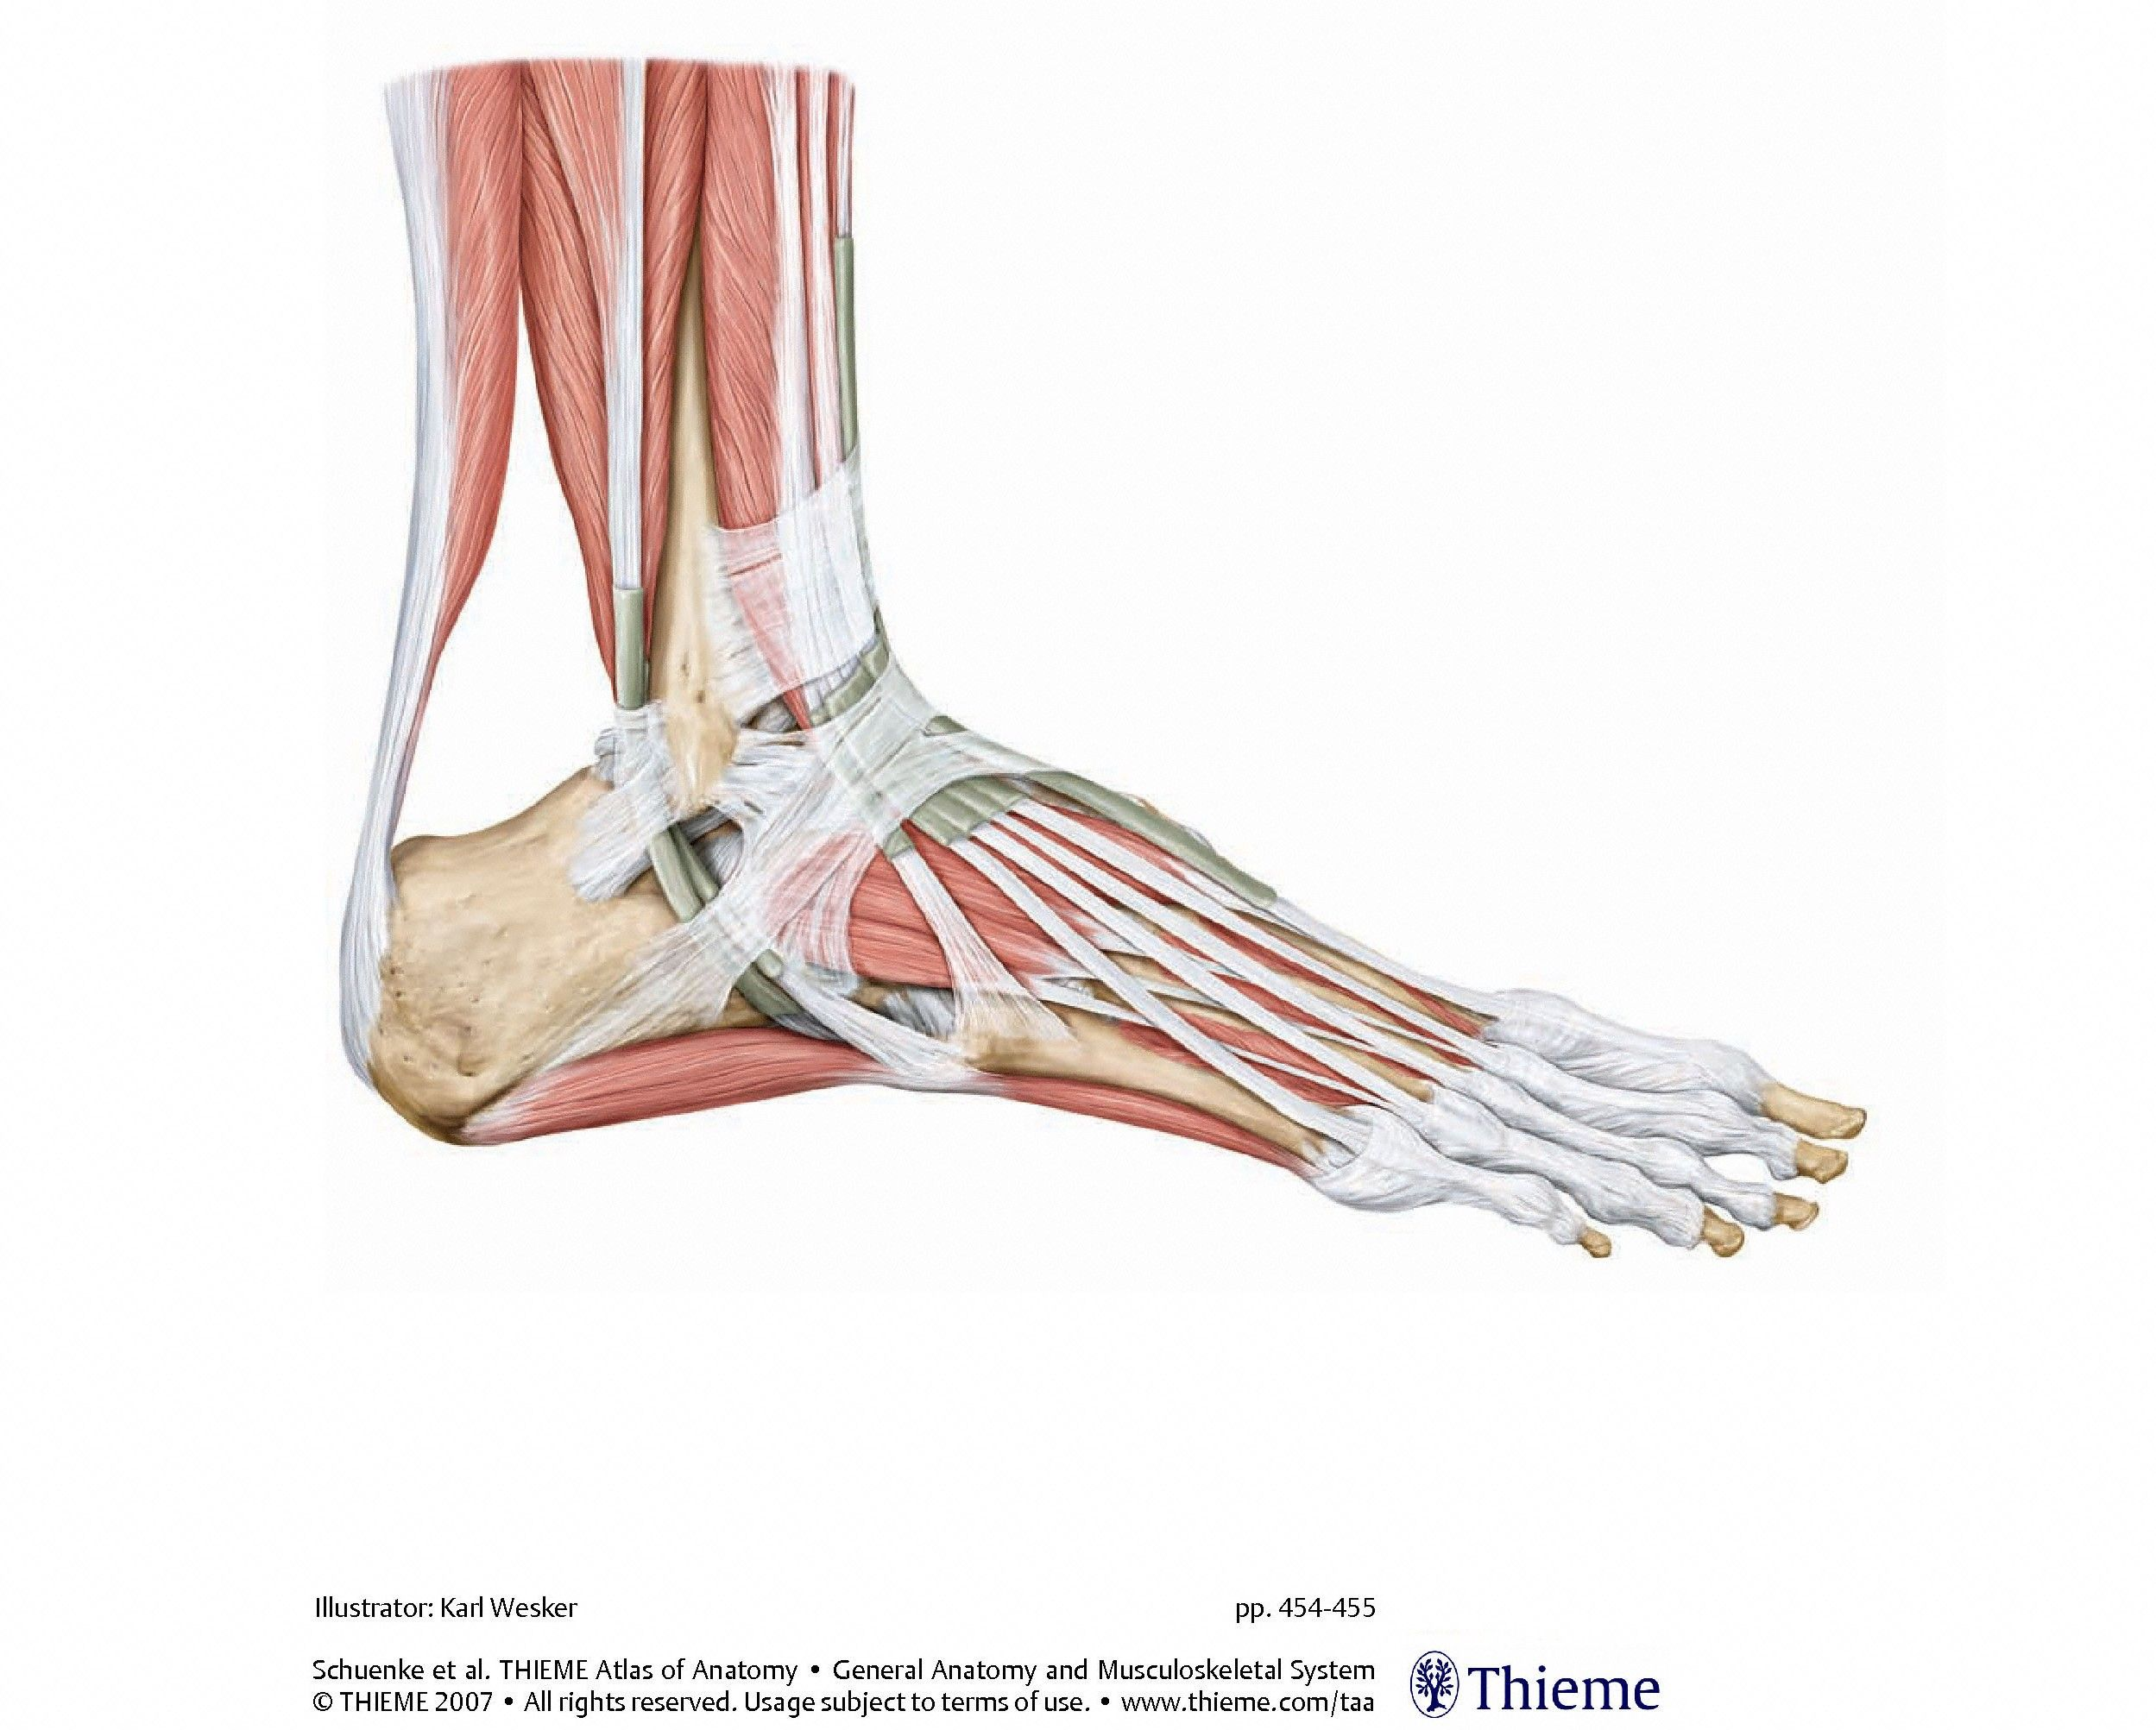 Illustrator: Karl Wesker
pp. 454-455
Schuenke et al. THIEME Atlas of Anatomy • General Anatomy and Musculoskeletal System
© THIEME 2007 • All rights reserved. Usage subject to terms of use. • www.thieme.com/taa
Thieme